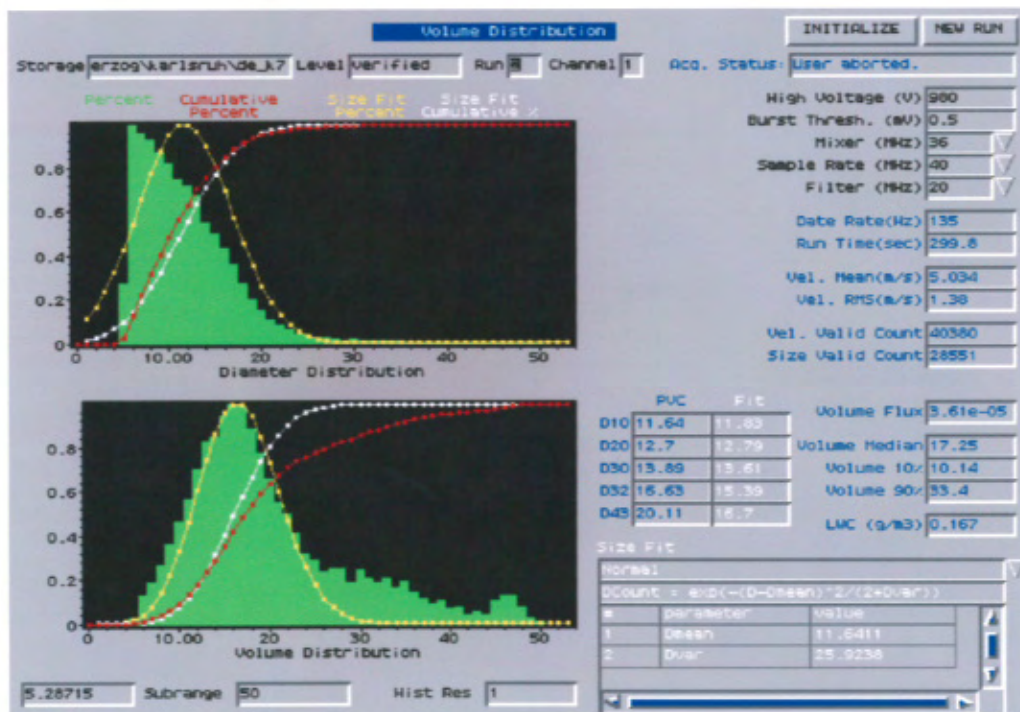 Volume Distribution INITIALIZE NEW RUN
Storage erzog\karlsruh\de_k7 Level verified Run Channel 1 Acq. Status: User aborted.
Percent Cumulative Percent Size Fit Percent Size Fit Cumulative %
High Voltage (V) 980
Burst Thresh. (mV) 0.5
Mixer (MHz) 36
Sample Rate (MHz) 40
Filter (MHz) 20
Date Rate(Hz) 135
Run Time(sec) 299.8
Vel. Mean(m/s) 5.034
Vel. RMS(m/s) 1.38
Vel. Valid Count 40380
Size Valid Count 28551
0.8
0.6
0.4
0.2
0
0 10.00 20 30 40 50
Diameter Distribution
0.8
0.6
0.4
0.2
0
0 10.00 20 30 40 50
Volume Distribution
PVC Fit
D10 11.64 11.83
D20 12.7 12.79
D30 13.89 13.61
D32 16.63 15.39
D43 20.11 16.7
Volume Flux 3.61e-05
Volume Median 17.25
Volume 10% 10.14
Volume 90% 33.4
LWC (g/m3) 0.167
Size Fit
Normal
DCount = exp(-(D-Dmean)^2/(2*Dvar))
# parameter value
1 Dmean 11.6411
2 Dvar 25.9238
5.28715 Subrange 50 Hist Res 1